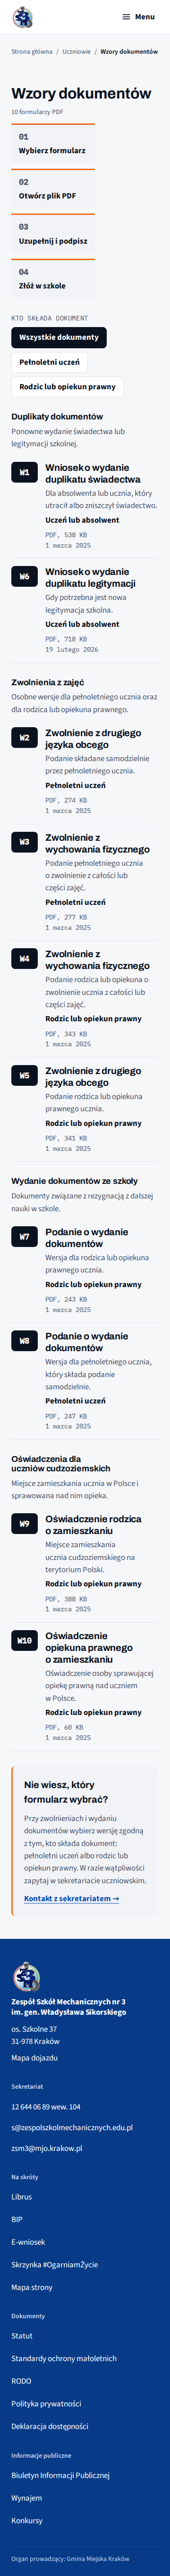 Menu
Strona główna / Uczniowie / Wzory dokumentów
Wzory dokumentów
10 formularzy PDF
01
Wybierz formularz
02
Otwórz plik PDF
03
Uzupełnij i podpisz
04
Złóż w szkole
KTO SKŁADA DOKUMENT
Wszystkie dokumenty
Pełnoletni uczeń
Rodzic lub opiekun prawny
Duplikaty dokumentów
Ponowne wydanie świadectwa lub
legitymacji szkolnej.
W1
Wniosek o wydanie
duplikatu świadectwa
Dla absolwenta lub ucznia, który
utracił albo zniszczył świadectwo.
Uczeń lub absolwent
PDF, 538 KB
1 marca 2025
W6
Wniosek o wydanie
duplikatu legitymacji
Gdy potrzebna jest nowa
legitymacja szkolna.
Uczeń lub absolwent
PDF, 718 KB
19 lutego 2026
Zwolnienia z zajęć
Osobne wersje dla pełnoletniego ucznia oraz
dla rodzica lub opiekuna prawnego.
W2
Zwolnienie z drugiego
języka obcego
Podanie składane samodzielnie
przez pełnoletniego ucznia.
Pełnoletni uczeń
PDF, 274 KB
1 marca 2025
W3
Zwolnienie z
wychowania fizycznego
Podanie pełnoletniego ucznia
o zwolnienie z całości lub
części zajęć.
Pełnoletni uczeń
PDF, 277 KB
1 marca 2025
W4
Zwolnienie z
wychowania fizycznego
Podanie rodzica lub opiekuna o
zwolnienie ucznia z całości lub
części zajęć.
Rodzic lub opiekun prawny
PDF, 343 KB
1 marca 2025
W5
Zwolnienie z drugiego
języka obcego
Podanie rodzica lub opiekuna
prawnego ucznia.
Rodzic lub opiekun prawny
PDF, 341 KB
1 marca 2025
Wydanie dokumentów ze szkoły
Dokumenty związane z rezygnacją z dalszej
nauki w szkole.
W7
Podanie o wydanie
dokumentów
Wersja dla rodzica lub opiekuna
prawnego ucznia.
Rodzic lub opiekun prawny
PDF, 243 KB
1 marca 2025
W8
Podanie o wydanie
dokumentów
Wersja dla pełnoletniego ucznia,
który składa podanie
samodzielnie.
Pełnoletni uczeń
PDF, 247 KB
1 marca 2025
Oświadczenia dla
uczniów cudzoziemskich
Miejsce zamieszkania ucznia w Polsce i
sprawowana nad nim opieka.
W9
Oświadczenie rodzica
o zamieszkaniu
Miejsce zamieszkania
ucznia cudzoziemskiego na
terytorium Polski.
Rodzic lub opiekun prawny
PDF, 388 KB
1 marca 2025
W10
Oświadczenie
opiekuna prawnego
o zamieszkaniu
Oświadczenie osoby sprawującej
opiekę prawną nad uczniem
w Polsce.
Rodzic lub opiekun prawny
PDF, 60 KB
1 marca 2025
Nie wiesz, który
formularz wybrać?
Przy zwolnieniach i wydaniu
dokumentów wybierz wersję zgodną
z tym, kto składa dokument:
pełnoletni uczeń albo rodzic lub
opiekun prawny. W razie wątpliwości
zapytaj w sekretariacie uczniowskim.
Kontakt z sekretariatem →
Zespół Szkół Mechanicznych nr 3
im. gen. Władysława Sikorskiego
os. Szkolne 37
31-978 Kraków
Mapa dojazdu
Sekretariat
12 644 06 89 wew. 104
s@zespolszkolmechanicznych.edu.pl
zsm3@mjo.krakow.pl
Na skróty
Librus
BIP
E-wniosek
Skrzynka #OgarniamŻycie
Mapa strony
Dokumenty
Statut
Standardy ochrony małoletnich
RODO
Polityka prywatności
Deklaracja dostępności
Informacje publiczne
Biuletyn Informacji Publicznej
Wynajem
Konkursy
Organ prowadzący: Gmina Miejska Kraków